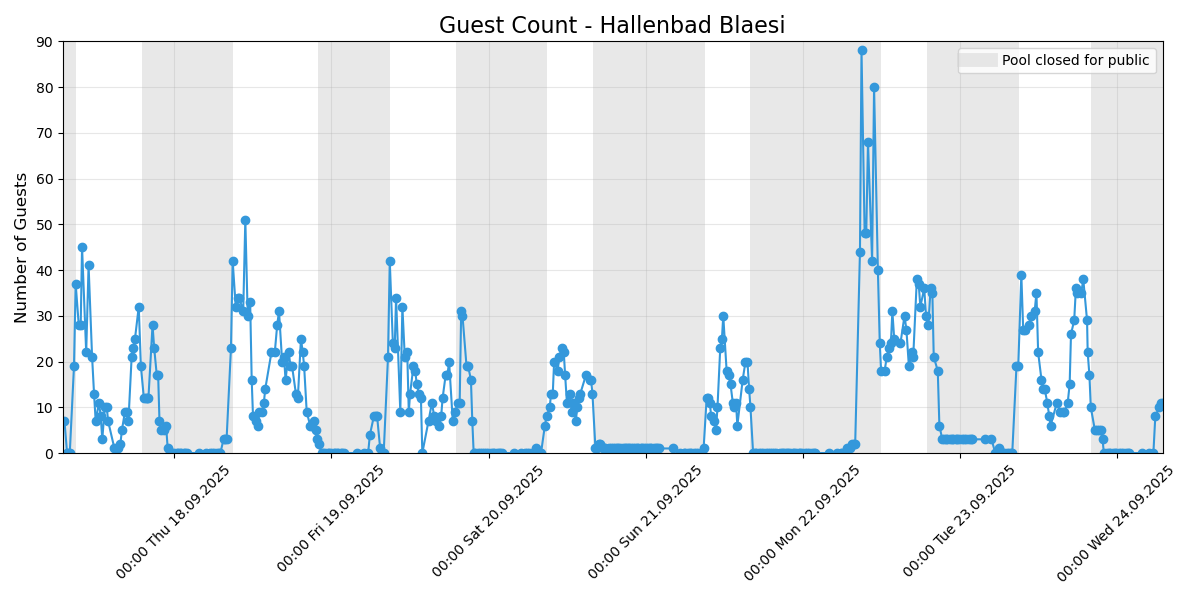 Guest Count - Hallenbad Blaesi
Pool closed for public
Number of Guests
90
80
70
60
50
40
30
20
10
0
00:00 Thu 18.09.2025
00:00 Fri 19.09.2025
00:00 Sat 20.09.2025
00:00 Sun 21.09.2025
00:00 Mon 22.09.2025
00:00 Tue 23.09.2025
00:00 Wed 24.09.2025